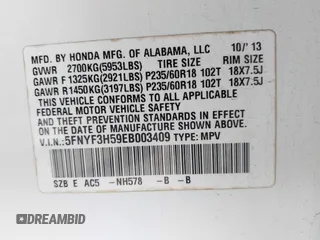 MFD. BY HONDA MFG. OF ALABAMA, LLC 10/'13
GVWR 2700KG(5953LBS) TIRE SIZE RIM SIZE
GAWR F 1325KG(2921LBS) P235/60R18 102T 18X7.5J
GAWR R1450KG(3197LBS) P235/60R18 102T 18X7.5J
THIS VEHICLE CONFORMS TO ALL APPLICABLE
FEDERAL MOTOR VEHICLE SAFETY AND THEFT PREVENTION
STANDARDS IN EFFECT ON THE DATE OF MANUFACTURE SHOWN ABOVE.
V.I.N.: 5FNYF3H59EB003409 TYPE: MPV
SZB E AC5 -NH578 -B -B
DREAMBID